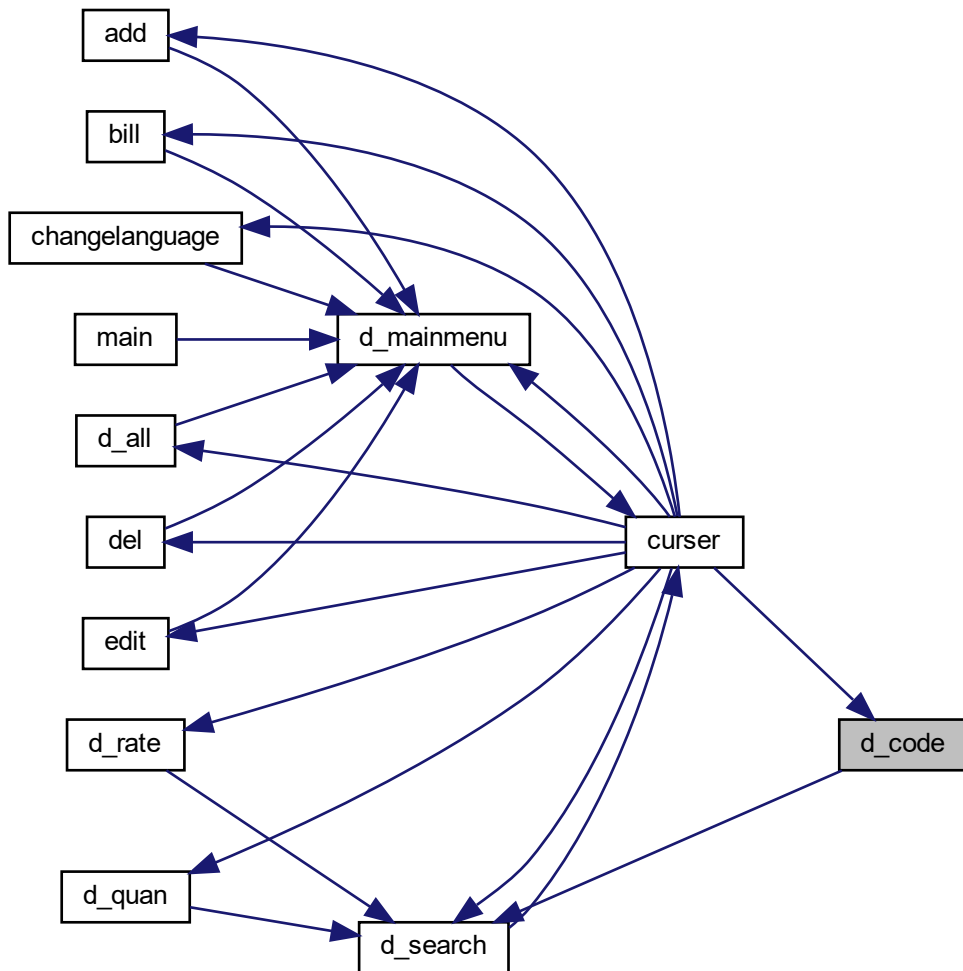 add
bill
changelanguage
main
d_mainmenu
d_all
del
curser
edit
d_rate
d_code
d_quan
d_search